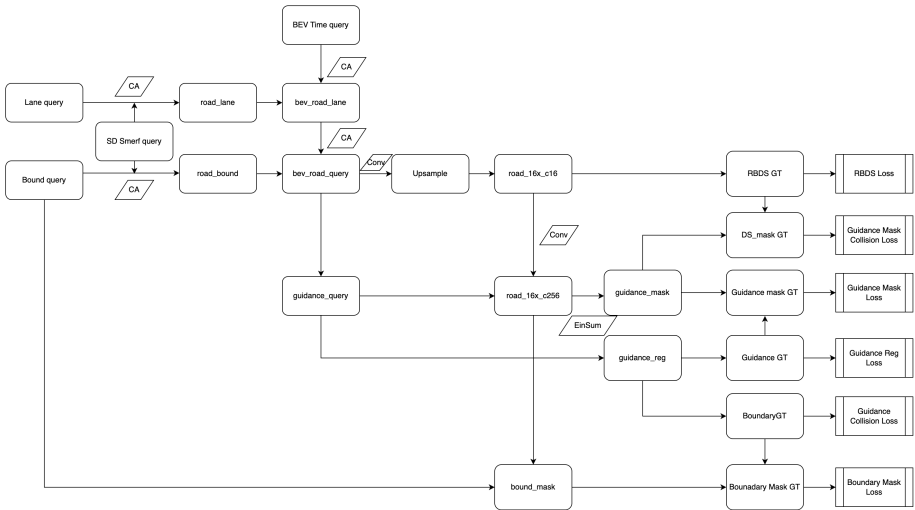 BEV Time query
CA
Lane query
CA
road_lane
bev_road_lane
SD Smerf query
CA
Bound query
CA
road_bound
bev_road_query
Conv
Upsample
road_16x_c16
RBDS GT
RBDS Loss
Conv
DS_mask GT
Guidance Mask
Collision Loss
guidance_query
road_16x_c256
guidance_mask
Guidance mask GT
Guidance Mask
Loss
EinSum
guidance_reg
Guidance GT
Guidance Reg
Loss
BoundaryGT
Guidance
Collision Loss
bound_mask
Bounadary Mask GT
Boundary Mask
Loss